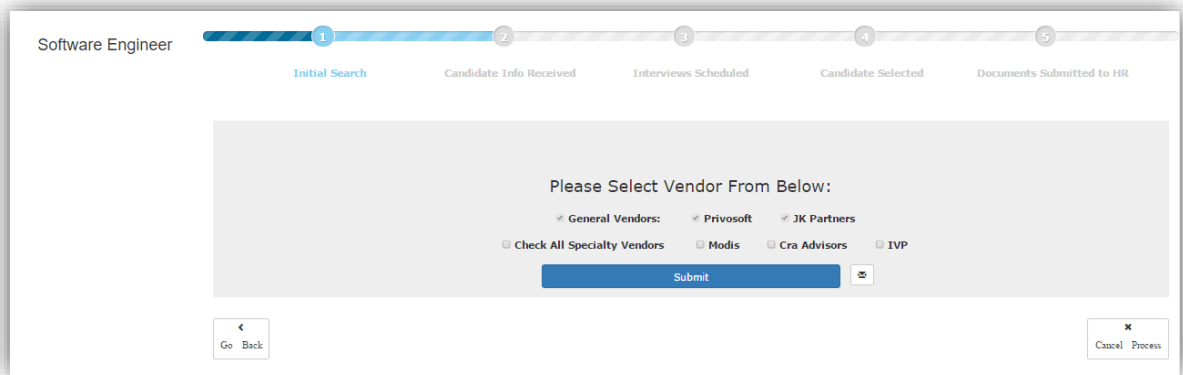 Software Engineer
1 2 3 4 5
Initial Search Candidate Info Received Interviews Scheduled Candidate Selected Documents Submitted to HR
Please Select Vendor From Below:
General Vendors: Privosoft JK Partners
Check All Specialty Vendors Modis Cra Advisors IVP
Submit
Go Back
Cancel Process